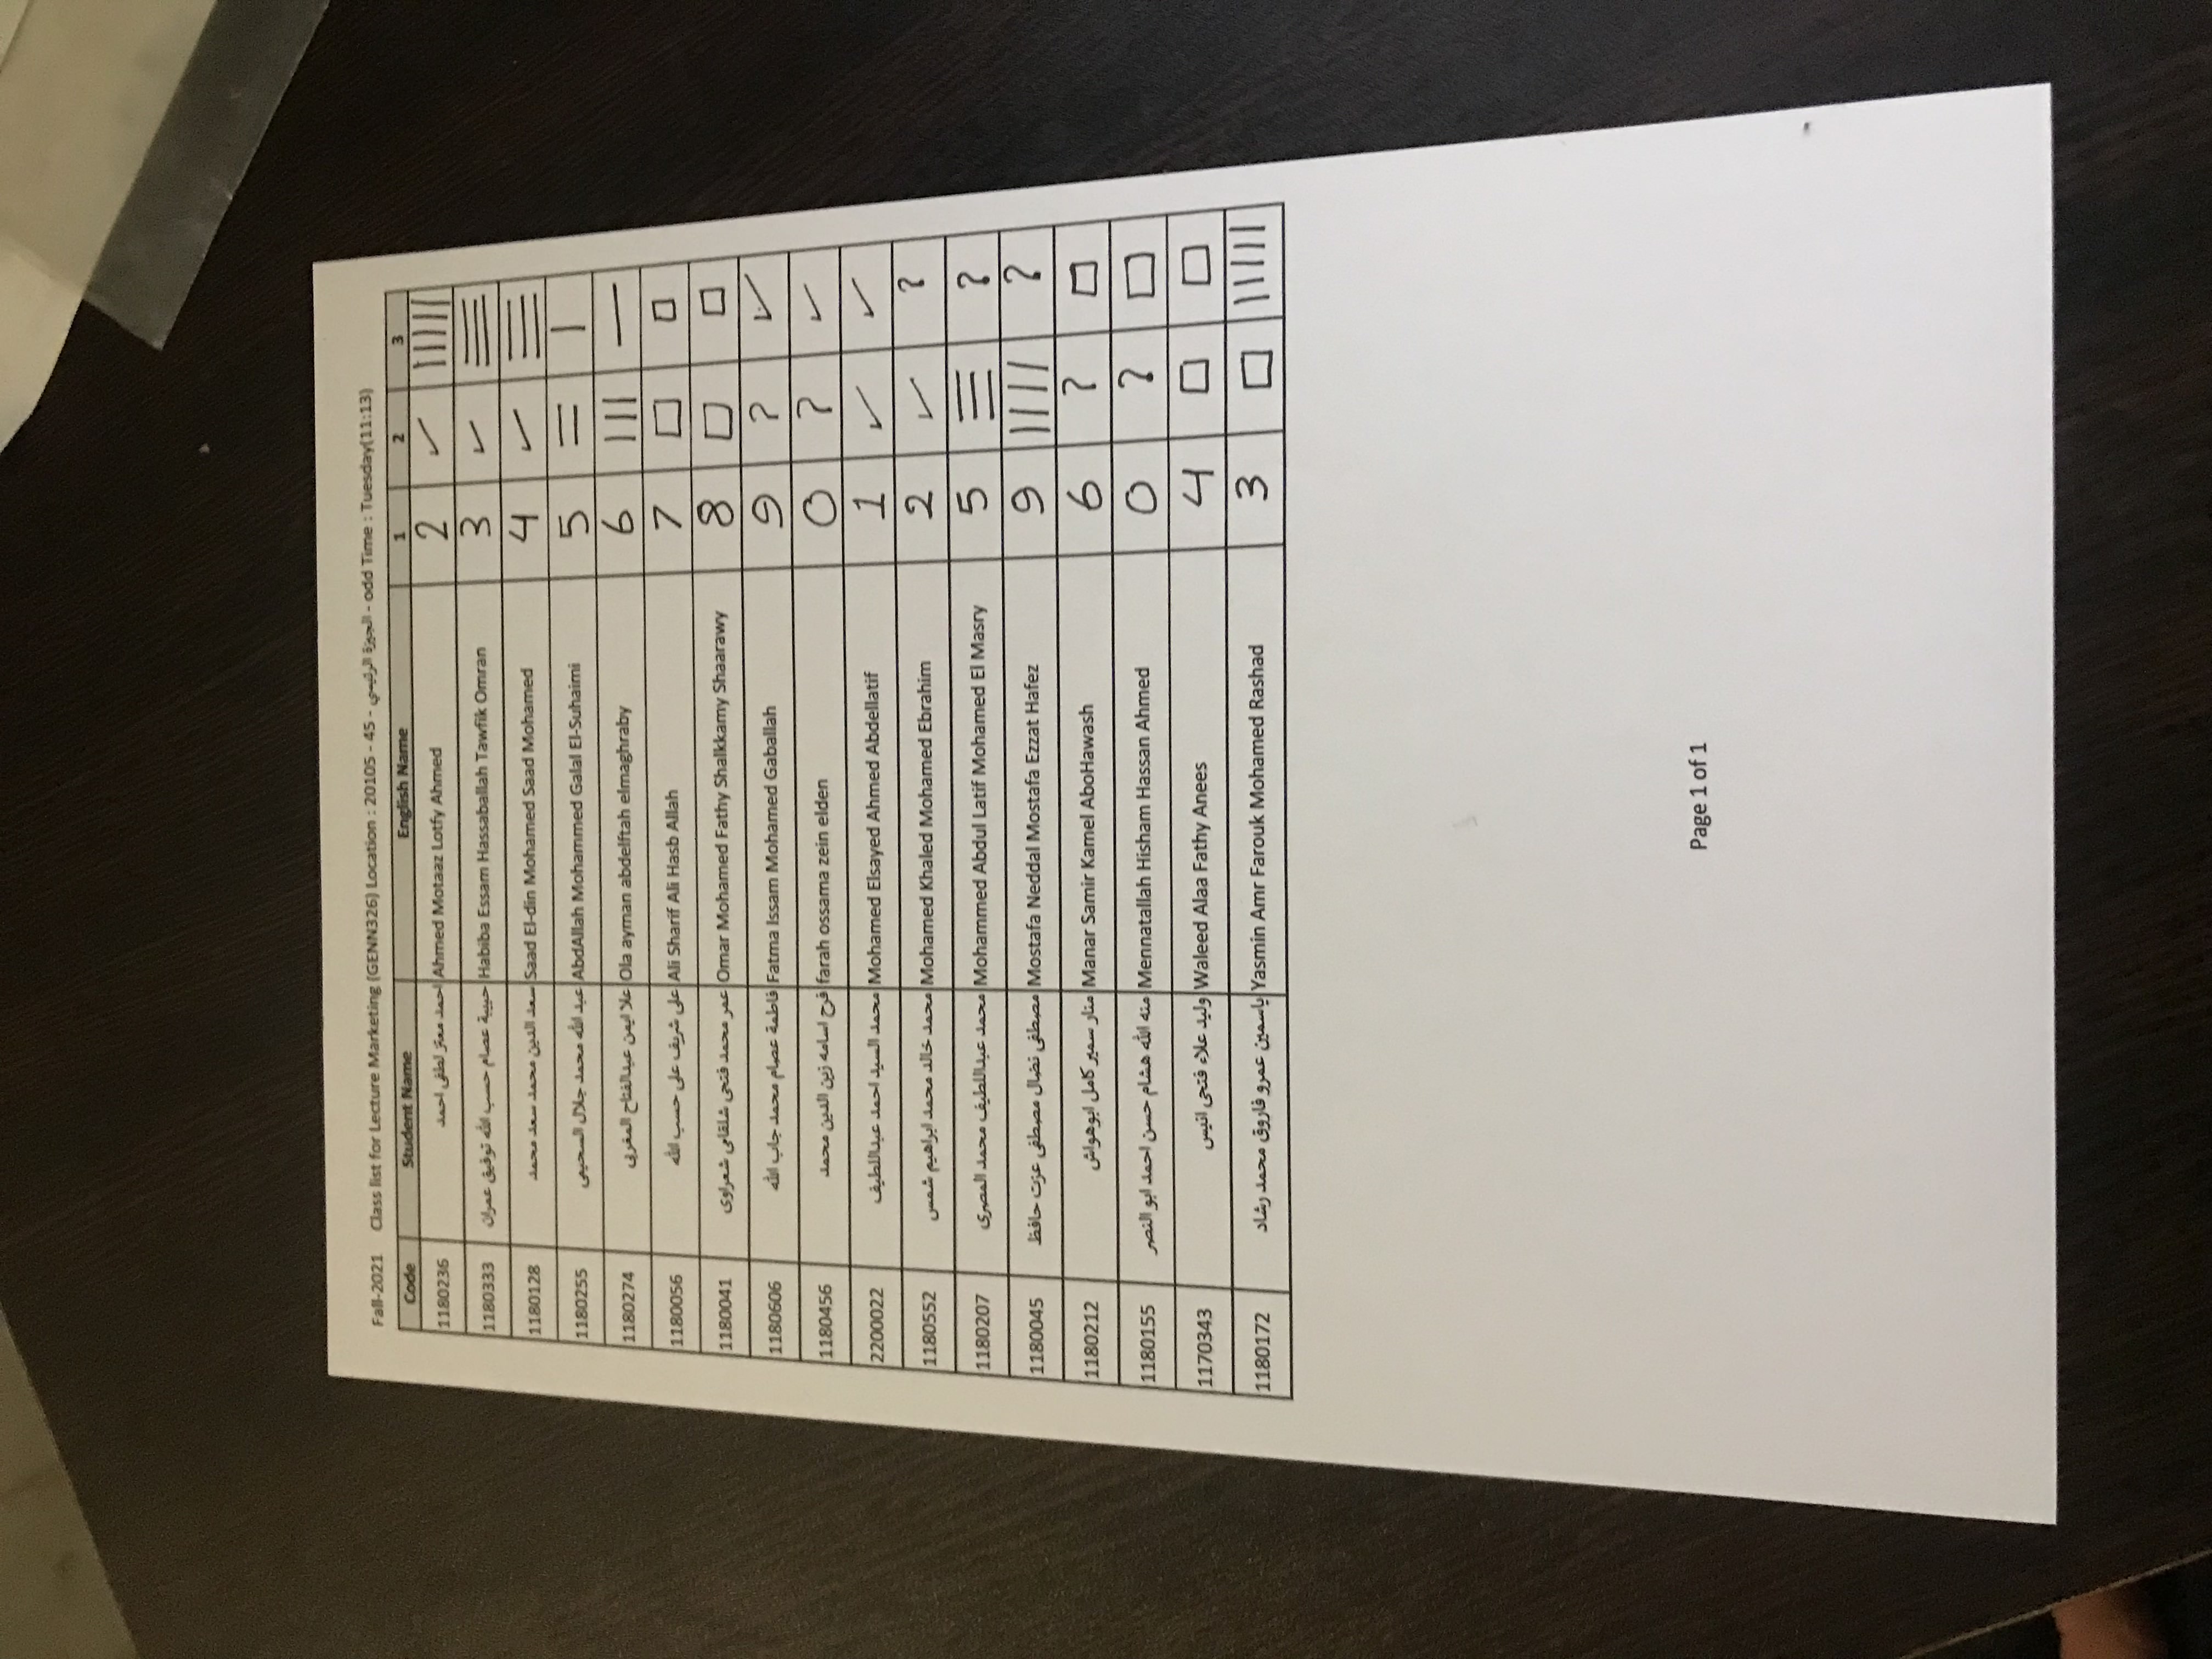 Fall-2021 Class list for Lecture Marketing (GENN326) Location : 20105 - 45 - الجيزة الرئيسي - odd Time : Tuesday(11:13)
Code Student Name English Name 1 2 3
1180236 احمد معتز لطفى احمد Ahmed Motaaz Lotfy Ahmed 2 ✓ |||||
1180333 حبيبة عصام حسب الله توفيق عمران Habiba Essam Hassaballah Tawfik Omran 3 ✓ ☰
1180128 سعد الدين محمد سعد محمد Saad El-din Mohamed Saad Mohamed 4 ✓ ☰
1180255 عبد الله محمد جلال السحيمى AbdAllah Mohammed Galal El-Suhaimi 5 = |
1180274 علا ايمن عبدالفتاح المغربى Ola ayman abdelftah elmaghraby 6 ||| —
1180056 على شريف على حسب الله Ali Sharif Ali Hasb Allah 7 □ □
1180041 عمر محمد فتحى شلقامى شعراوى Omar Mohamed Fathy Shalkkamy Shaarawy 8 □ □
1180606 فاطمة عصام محمد جاب الله Fatma Issam Mohamed Gaballah 9 ? ✓
1180456 فرح اسامه زين الدين محمد farah ossama zein elden 0 ? ✓
2200022 محمد السيد احمد عبداللطيف Mohamed Elsayed Ahmed Abdellatif 1 ✓ ✓
1180552 محمد خالد محمد ابراهيم شمس Mohamed Khaled Mohamed Ebrahim 2 ✓ ?
1180207 محمد عبداللطيف محمد المصرى Mohammed Abdul Latif Mohamed El Masry 5 ☰ ?
1180045 مصطفى نضال مصطفى عزت حافظ Mostafa Neddal Mostafa Ezzat Hafez 9 |||| ?
1180212 منار سمير كامل ابوهواش Manar Samir Kamel AboHawash 6 ? □
1180155 منه الله هشام حسن احمد ابو النصر Mennatallah Hisham Hassan Ahmed 0 ? □
1170343 وليد علاء فتحى انيس Waleed Alaa Fathy Anees 4 □ □
1180172 ياسمين عمرو فاروق محمد رشاد Yasmin Amr Farouk Mohamed Rashad 3 □ |||||
Page 1 of 1